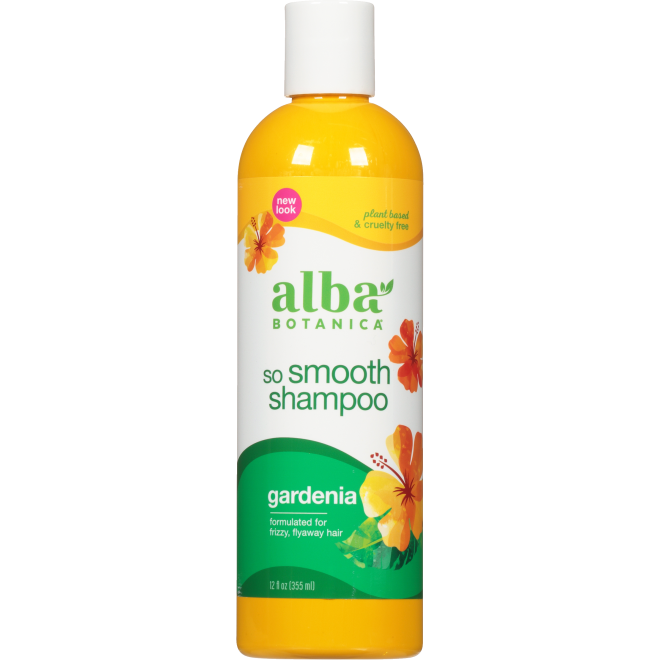 new
look
plant based
& cruelty free
alba
BOTANICA
so smooth
shampoo
gardenia
formulated for
frizzy, flyaway hair
12 fl oz (355 ml)